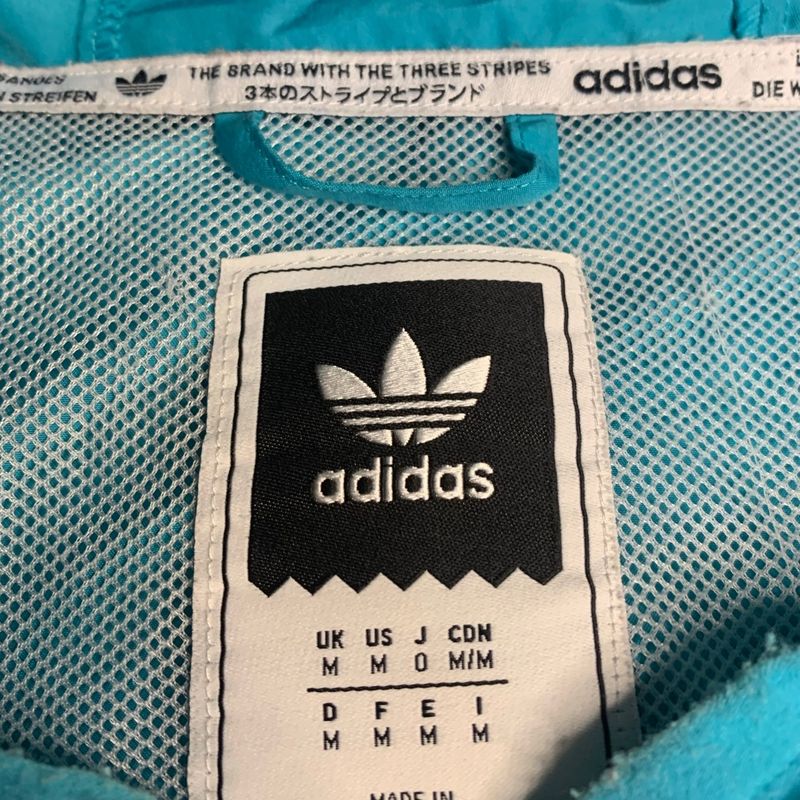 BANDES
N STREIFEN
THE BRAND WITH THE THREE STRIPES
3本のストライプとブランド
adidas
DIE W
adidas
UK US J CDN
M M O M/M
D F E I
M M M M
MADE IN